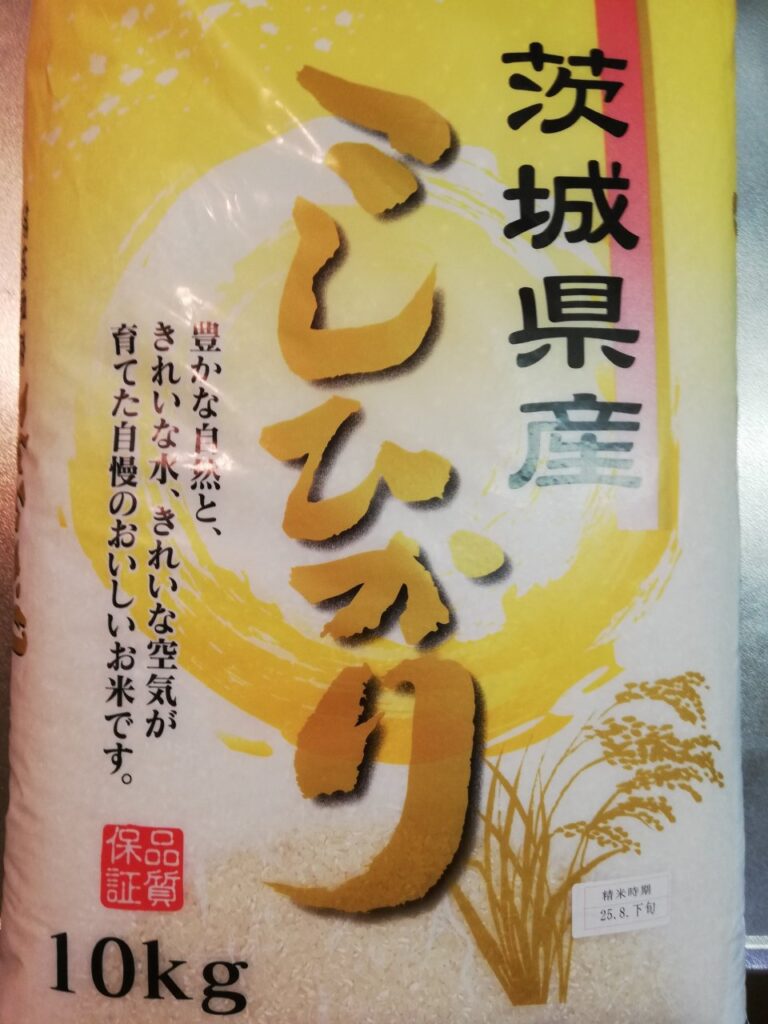 茨城県産
こしひかり
豊かな自然と、
きれいな水、きれいな空気が
育てた自慢のおいしいお米です。
品質
保証
精米時期
25.8.下旬
10kg